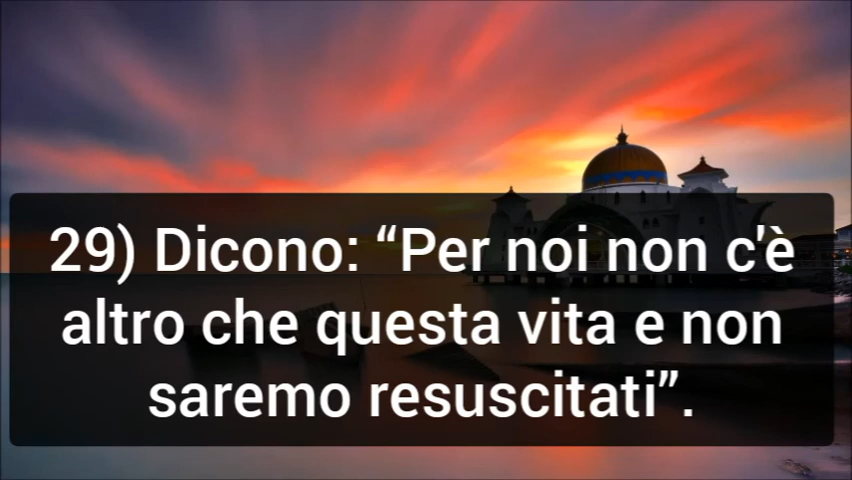 29) Dicono: “Per noi non c'è
altro che questa vita e non
saremo resuscitati”.